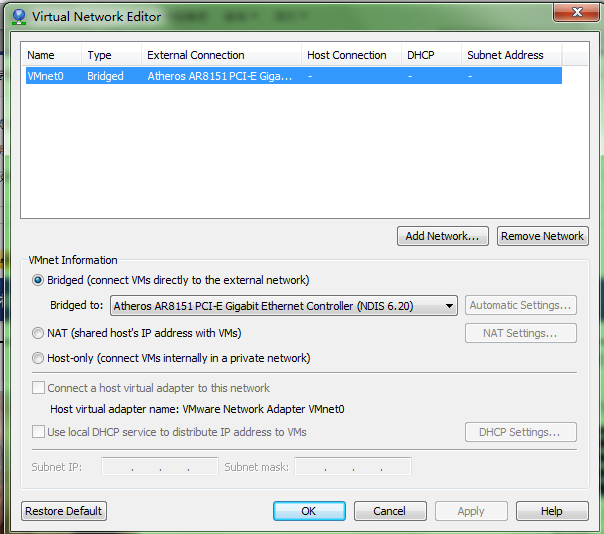 Virtual Network Editor
Name Type External Connection Host Connection DHCP Subnet Address
VMnet0 Bridged Atheros AR8151 PCI-E Giga... - - -
Add Network... Remove Network
VMnet Information
Bridged (connect VMs directly to the external network)
Bridged to: Atheros AR8151 PCI-E Gigabit Ethernet Controller (NDIS 6.20) Automatic Settings...
NAT (shared host's IP address with VMs) NAT Settings...
Host-only (connect VMs internally in a private network)
Connect a host virtual adapter to this network
Host virtual adapter name: VMware Network Adapter VMnet0
Use local DHCP service to distribute IP address to VMs DHCP Settings...
Subnet IP: . . . Subnet mask: . . .
Restore Default OK Cancel Apply Help